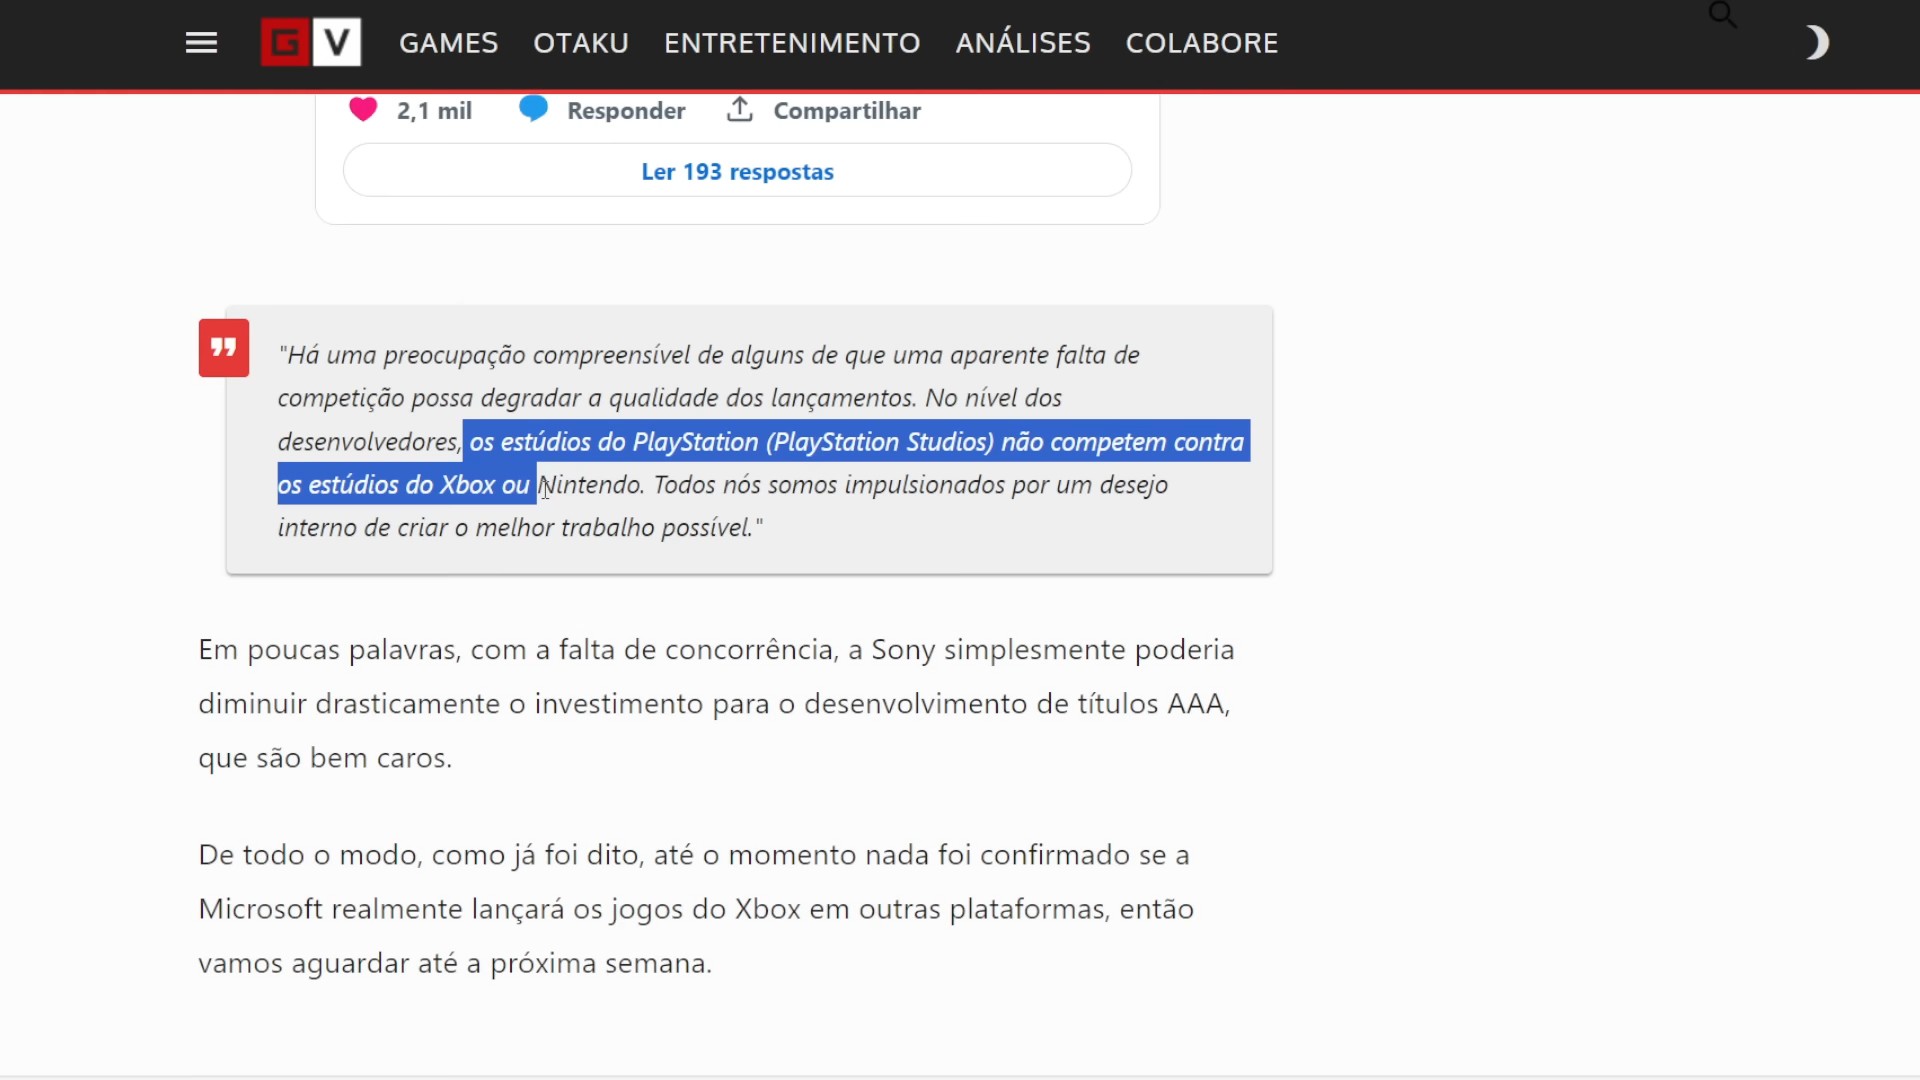 GV GAMES OTAKU ENTRETENIMENTO ANÁLISES COLABORE
2,1 mil Responder Compartilhar
Ler 193 respostas
"Há uma preocupação compreensível de alguns de que uma aparente falta de
competição possa degradar a qualidade dos lançamentos. No nível dos
desenvolvedores, os estúdios do PlayStation (PlayStation Studios) não competem contra
os estúdios do Xbox ou Nintendo. Todos nós somos impulsionados por um desejo
interno de criar o melhor trabalho possível."
Em poucas palavras, com a falta de concorrência, a Sony simplesmente poderia
diminuir drasticamente o investimento para o desenvolvimento de títulos AAA,
que são bem caros.
De todo o modo, como já foi dito, até o momento nada foi confirmado se a
Microsoft realmente lançará os jogos do Xbox em outras plataformas, então
vamos aguardar até a próxima semana.